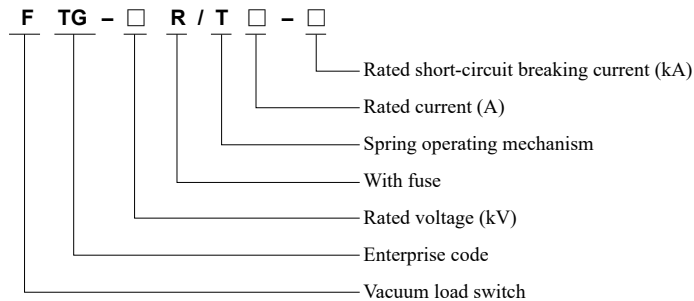 F TG – □ R / T □ – □
Rated short-circuit breaking current (kA)
Rated current (A)
Spring operating mechanism
With fuse
Rated voltage (kV)
Enterprise code
Vacuum load switch